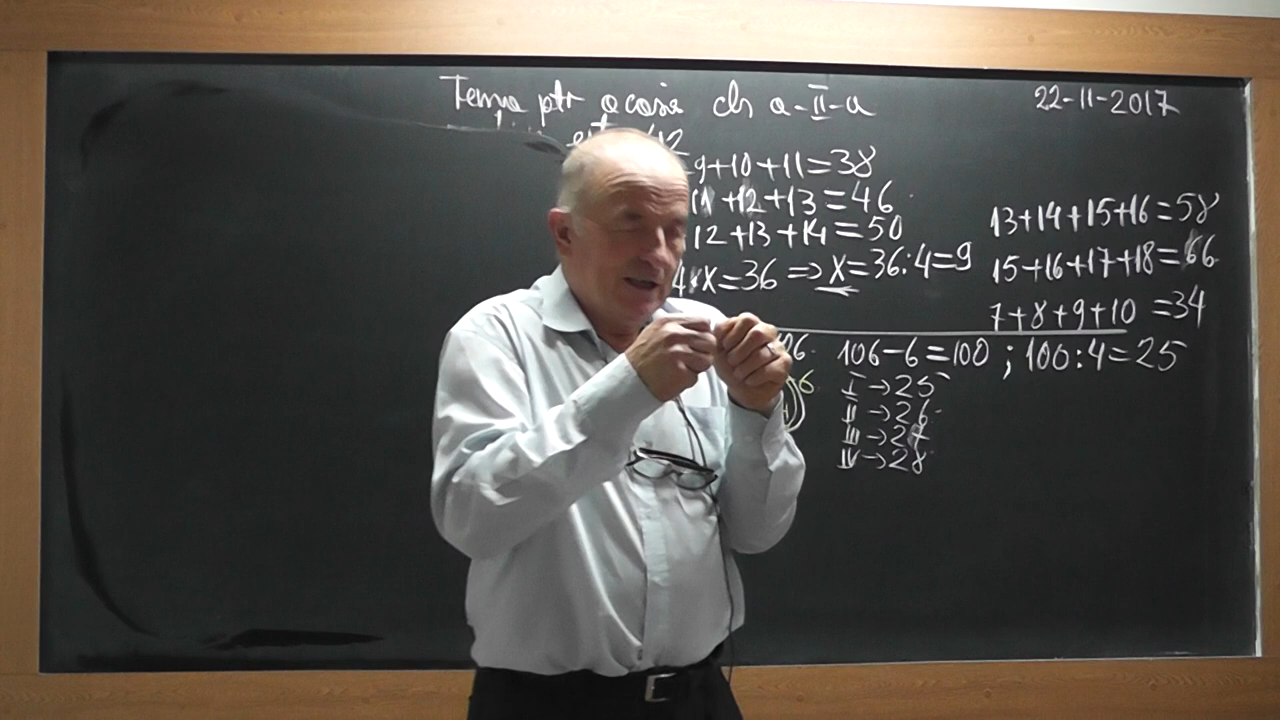 Tema ptr acasă cls a-II-a
22-11-2017
9+10+11=38
11+12+13=46
12+13+14=50
4·x=36 => x=36:4=9
13+14+15+16=58
15+16+17+18=66
7+8+9+10=34
106-6=100 ; 100:4=25
I→25
II→26
III→27
IV→28
6